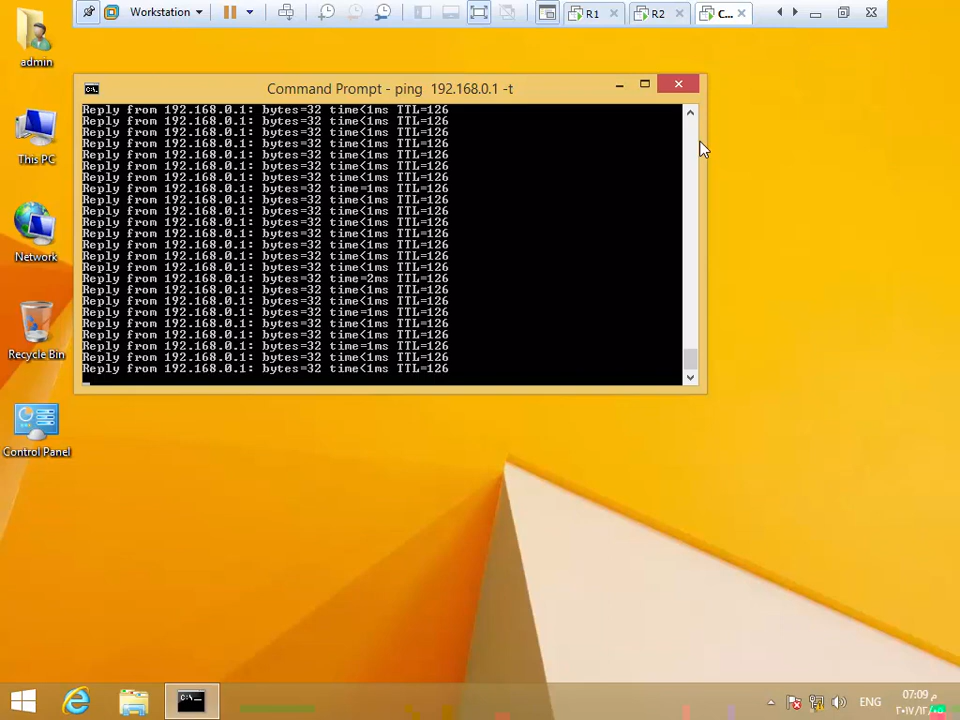 Workstation
R1
R2
C...
admin
This PC
Network
Recycle Bin
Control Panel
Command Prompt - ping 192.168.0.1 -t
C:\.
Reply from 192.168.0.1: bytes=32 time<1ms TTL=126
Reply from 192.168.0.1: bytes=32 time<1ms TTL=126
Reply from 192.168.0.1: bytes=32 time<1ms TTL=126
Reply from 192.168.0.1: bytes=32 time<1ms TTL=126
Reply from 192.168.0.1: bytes=32 time<1ms TTL=126
Reply from 192.168.0.1: bytes=32 time<1ms TTL=126
Reply from 192.168.0.1: bytes=32 time<1ms TTL=126
Reply from 192.168.0.1: bytes=32 time=1ms TTL=126
Reply from 192.168.0.1: bytes=32 time<1ms TTL=126
Reply from 192.168.0.1: bytes=32 time<1ms TTL=126
Reply from 192.168.0.1: bytes=32 time<1ms TTL=126
Reply from 192.168.0.1: bytes=32 time<1ms TTL=126
Reply from 192.168.0.1: bytes=32 time<1ms TTL=126
Reply from 192.168.0.1: bytes=32 time<1ms TTL=126
Reply from 192.168.0.1: bytes=32 time<1ms TTL=126
Reply from 192.168.0.1: bytes=32 time=2ms TTL=126
Reply from 192.168.0.1: bytes=32 time<1ms TTL=126
Reply from 192.168.0.1: bytes=32 time<1ms TTL=126
Reply from 192.168.0.1: bytes=32 time=1ms TTL=126
Reply from 192.168.0.1: bytes=32 time<1ms TTL=126
Reply from 192.168.0.1: bytes=32 time<1ms TTL=126
Reply from 192.168.0.1: bytes=32 time=1ms TTL=126
Reply from 192.168.0.1: bytes=32 time<1ms TTL=126
Reply from 192.168.0.1: bytes=32 time<1ms TTL=126
ENG
07:09 م